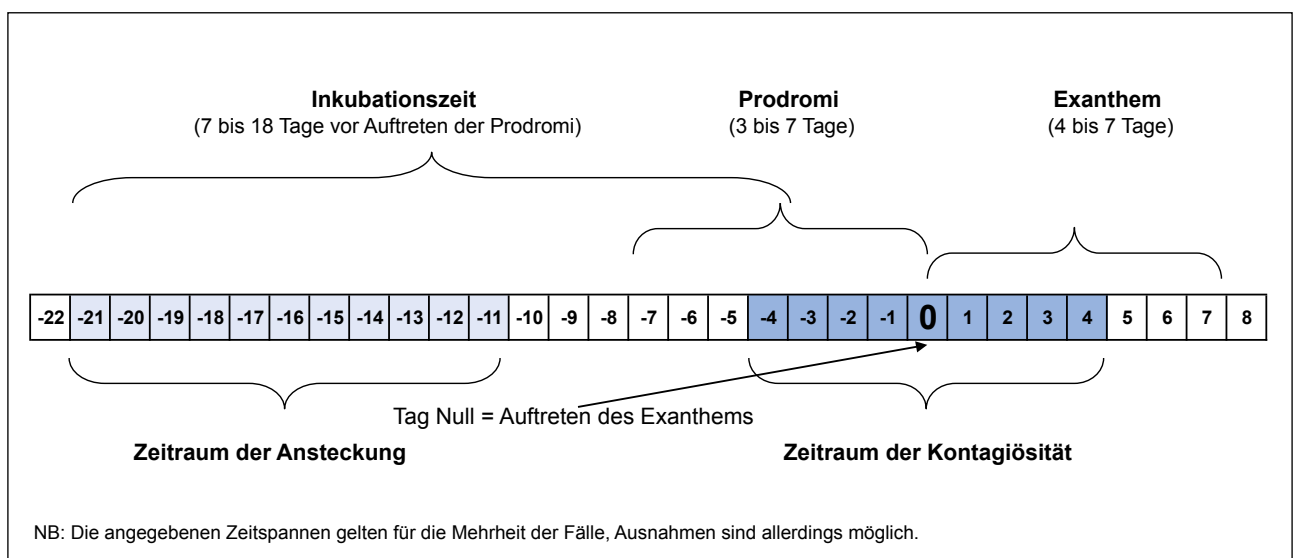 Inkubationszeit
(7 bis 18 Tage vor Auftreten der Prodromi)
Prodromi
(3 bis 7 Tage)
Exanthem
(4 bis 7 Tage)
-22 -21 -20 -19 -18 -17 -16 -15 -14 -13 -12 -11 -10 -9 -8 -7 -6 -5 -4 -3 -2 -1 0 1 2 3 4 5 6 7 8
Tag Null = Auftreten des Exanthems
Zeitraum der Ansteckung
Zeitraum der Kontagiösität
NB: Die angegebenen Zeitspannen gelten für die Mehrheit der Fälle, Ausnahmen sind allerdings möglich.